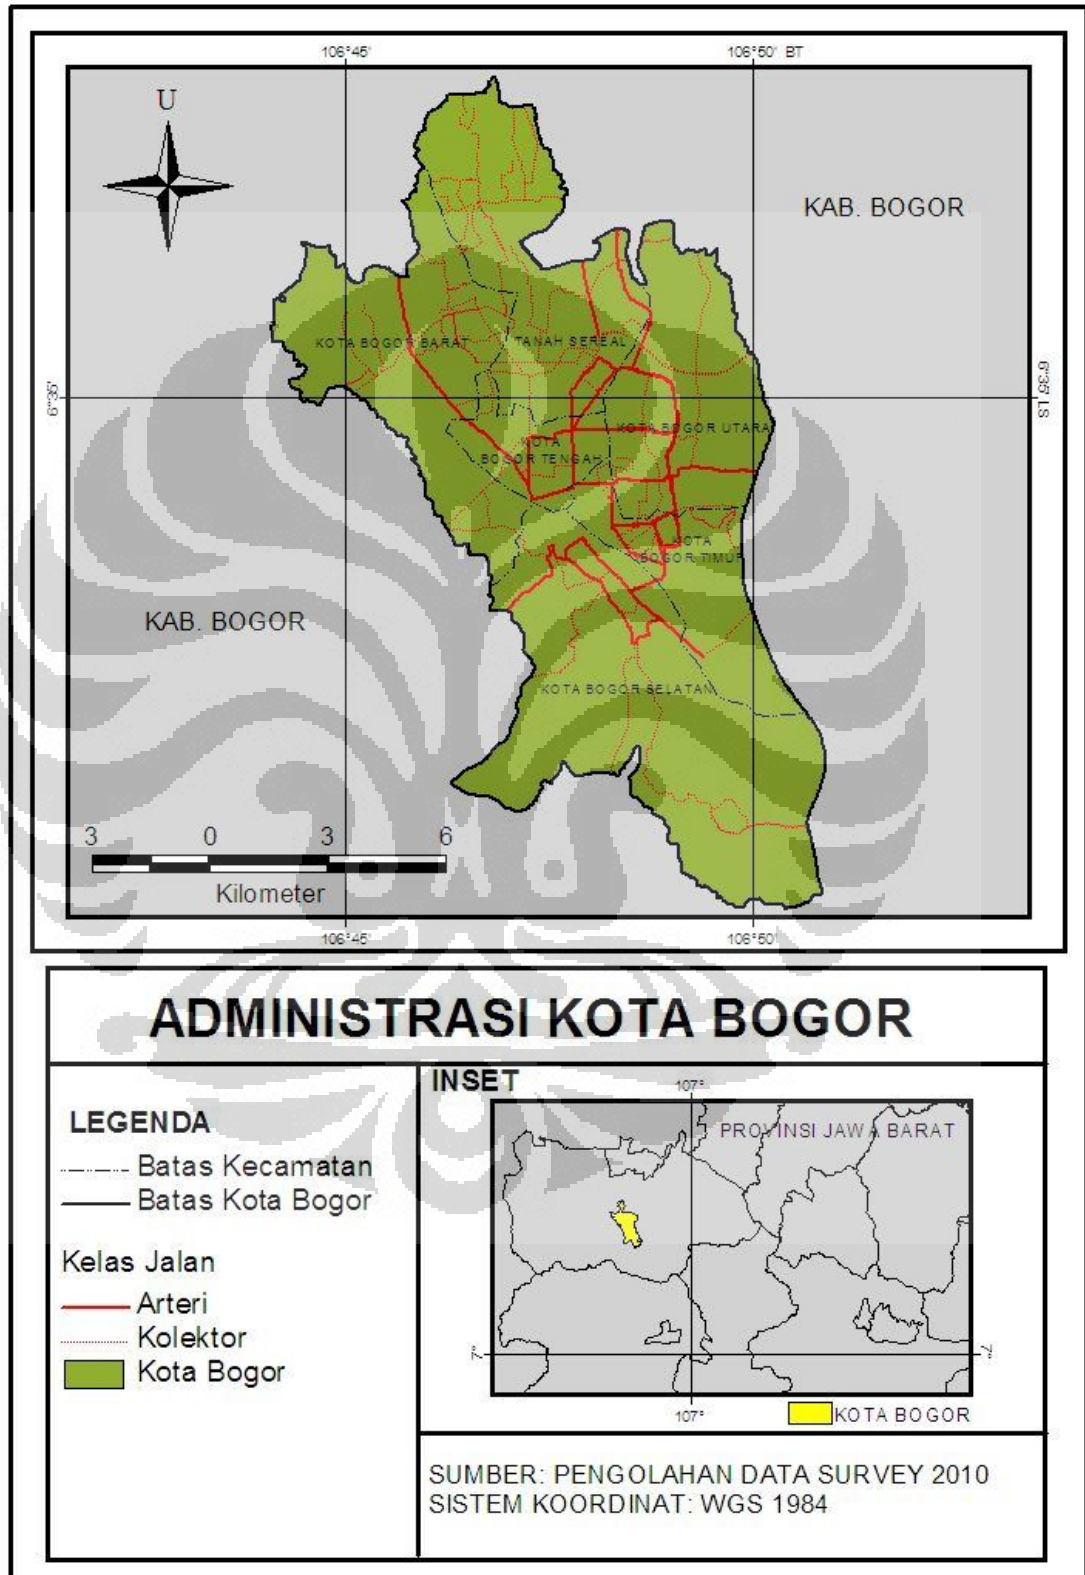 106°45'
106°50' BT
U
KAB. BOGOR
KOTA BOGOR BARAT
TANAH SEREAL
6°35'
6°35' LS
KOTA BOGOR UTARA
KOTA
BOGOR TENGAH
KOTA
BOGOR TIMUR
KAB. BOGOR
KOTA BOGOR SELATAN
3 0 3 6
Kilometer
106°45'
106°50'
ADMINISTRASI KOTA BOGOR
LEGENDA
Batas Kecamatan
Batas Kota Bogor
Kelas Jalan
Arteri
Kolektor
Kota Bogor
INSET
107°
PROVINSI JAWA BARAT
7°
7°
107°
KOTA BOGOR
SUMBER: PENGOLAHAN DATA SURVEY 2010
SISTEM KOORDINAT: WGS 1984